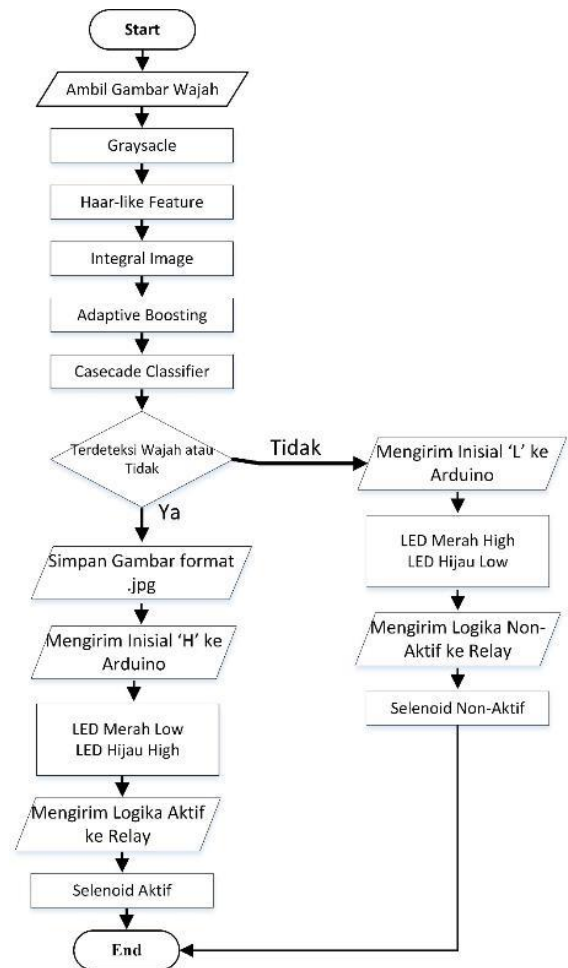 Start
Ambil Gambar Wajah
Graysacle
Haar-like Feature
Integral Image
Adaptive Boosting
Casecade Classifier
Terdeteksi Wajah atau
Tidak
Tidak
Ya
Simpan Gambar format
.jpg
Mengirim Inisial ‘H’ ke
Arduino
LED Merah Low
LED Hijau High
Mengirim Logika Aktif
ke Relay
Selenoid Aktif
Mengirim Inisial ‘L’ ke
Arduino
LED Merah High
LED Hijau Low
Mengirim Logika Non-
Aktif ke Relay
Selenoid Non-Aktif
End